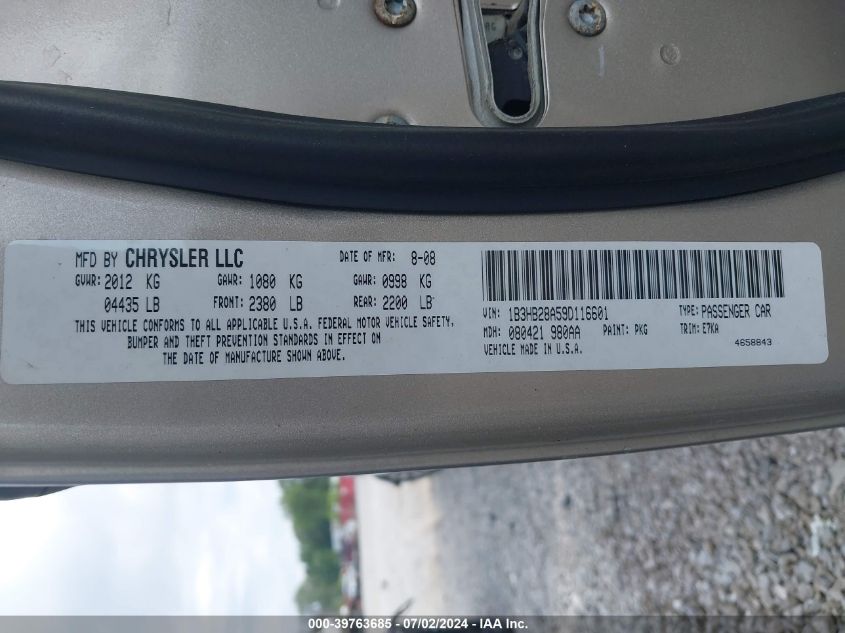 MFD BY CHRYSLER LLC DATE OF MFR: 8-08
GVWR: 2012 KG GAWR: 1080 KG GAWR: 0998 KG
04435 LB FRONT: 2380 LB REAR: 2200 LB
THIS VEHICLE CONFORMS TO ALL APPLICABLE U.S.A. FEDERAL MOTOR VEHICLE SAFETY,
BUMPER AND THEFT PREVENTION STANDARDS IN EFFECT ON
THE DATE OF MANUFACTURE SHOWN ABOVE.
VIN: 1B3HB28A59D116601 TYPE: PASSENGER CAR
MDH: 080421 980AA PAINT: PKG TRIM: E7KA
VEHICLE MADE IN U.S.A. 4658843
000-39763685 - 07/02/2024 - IAA Inc.